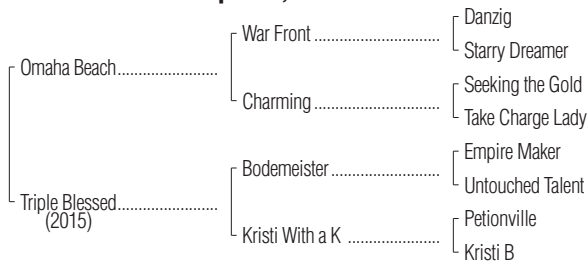 Danzig
War Front
Starry Dreamer
Omaha Beach
Seeking the Gold
Charming
Take Charge Lady
Empire Maker
Bodemeister
Untouched Talent
Triple Blessed
(2015)
Petionville
Kristi With a K
Kristi B